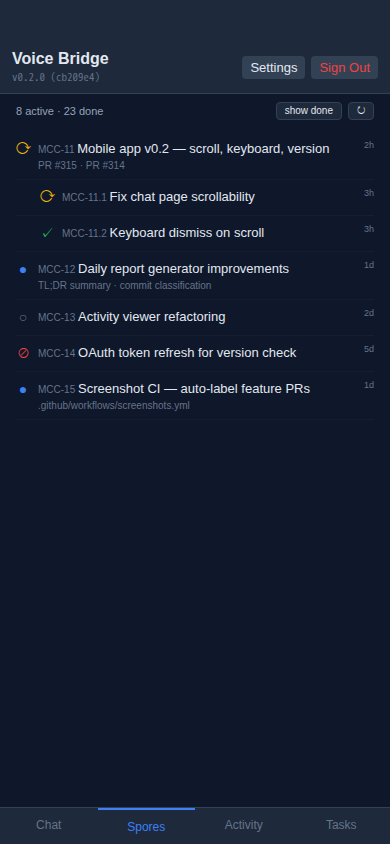 Voice Bridge
v0.2.0 (cb209e4)
Settings
Sign Out
8 active · 23 done
show done
MCC-11 Mobile app v0.2 — scroll, keyboard, version 2h
PR #315 · PR #314
MCC-11.1 Fix chat page scrollability 3h
MCC-11.2 Keyboard dismiss on scroll 3h
MCC-12 Daily report generator improvements 1d
TL;DR summary · commit classification
MCC-13 Activity viewer refactoring 2d
MCC-14 OAuth token refresh for version check 5d
MCC-15 Screenshot CI — auto-label feature PRs 1d
.github/workflows/screenshots.yml
Chat Spores Activity Tasks